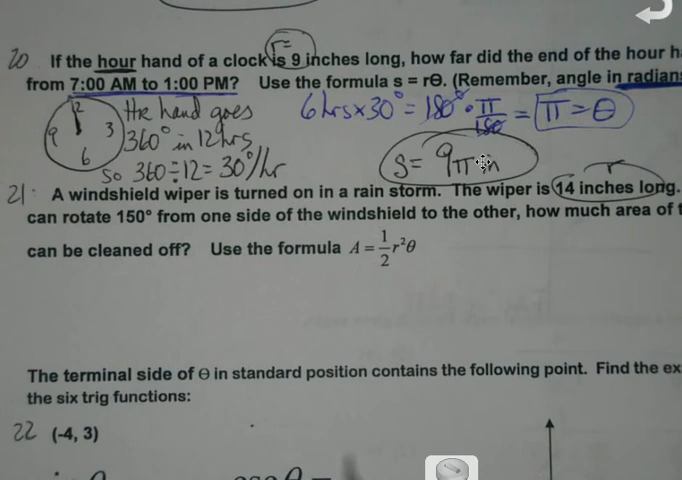 20 If the hour hand of a clock is 9 inches long, how far did the end of the hour h
r=
from 7:00 AM to 1:00 PM? Use the formula s = rΘ. (Remember, angle in radian
12
9 3
6
Hr hand goes
360° in 12 hrs
so 360÷12 = 30°/hr
6 hrs x 30° = 180° · π/180 = π = Θ
S = 9π in
r
21. A windshield wiper is turned on in a rain storm. The wiper is 14 inches long.
can rotate 150° from one side of the windshield to the other, how much area of t
can be cleaned off? Use the formula A = 1/2 r²θ
The terminal side of Θ in standard position contains the following point. Find the ex
the six trig functions:
22 (-4, 3)